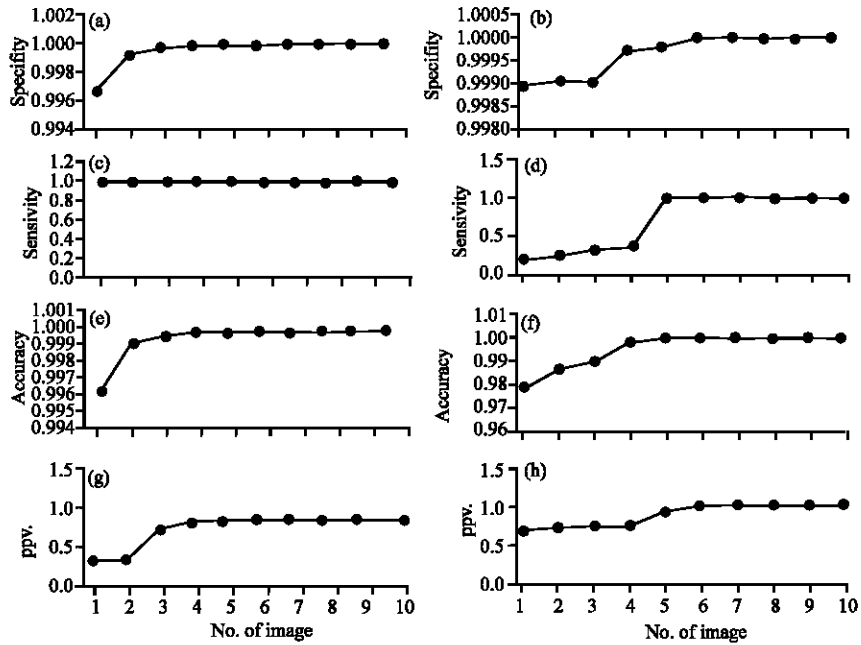 (a)
Specifity
1.002
1.000
0.998
0.996
0.994
(b)
Specifity
1.0005
1.0000
0.9995
0.9990
0.9985
0.9980
(c)
Sensivity
1.2
1.0
0.8
0.6
0.4
0.2
0.0
(d)
Sensivity
1.5
1.0
0.5
0.0
(e)
Accuracy
1.001
1.000
0.999
0.998
0.997
0.996
0.995
0.994
(f)
Accuracy
1.01
1.00
0.99
0.98
0.97
0.96
(g)
ppv.
1.5
1.0
0.5
0.0
1 2 3 4 5 6 7 8 9 10
No. of image
(h)
ppv.
1.5
1.0
0.5
0.0
1 2 3 4 5 6 7 8 9 10
No. of image